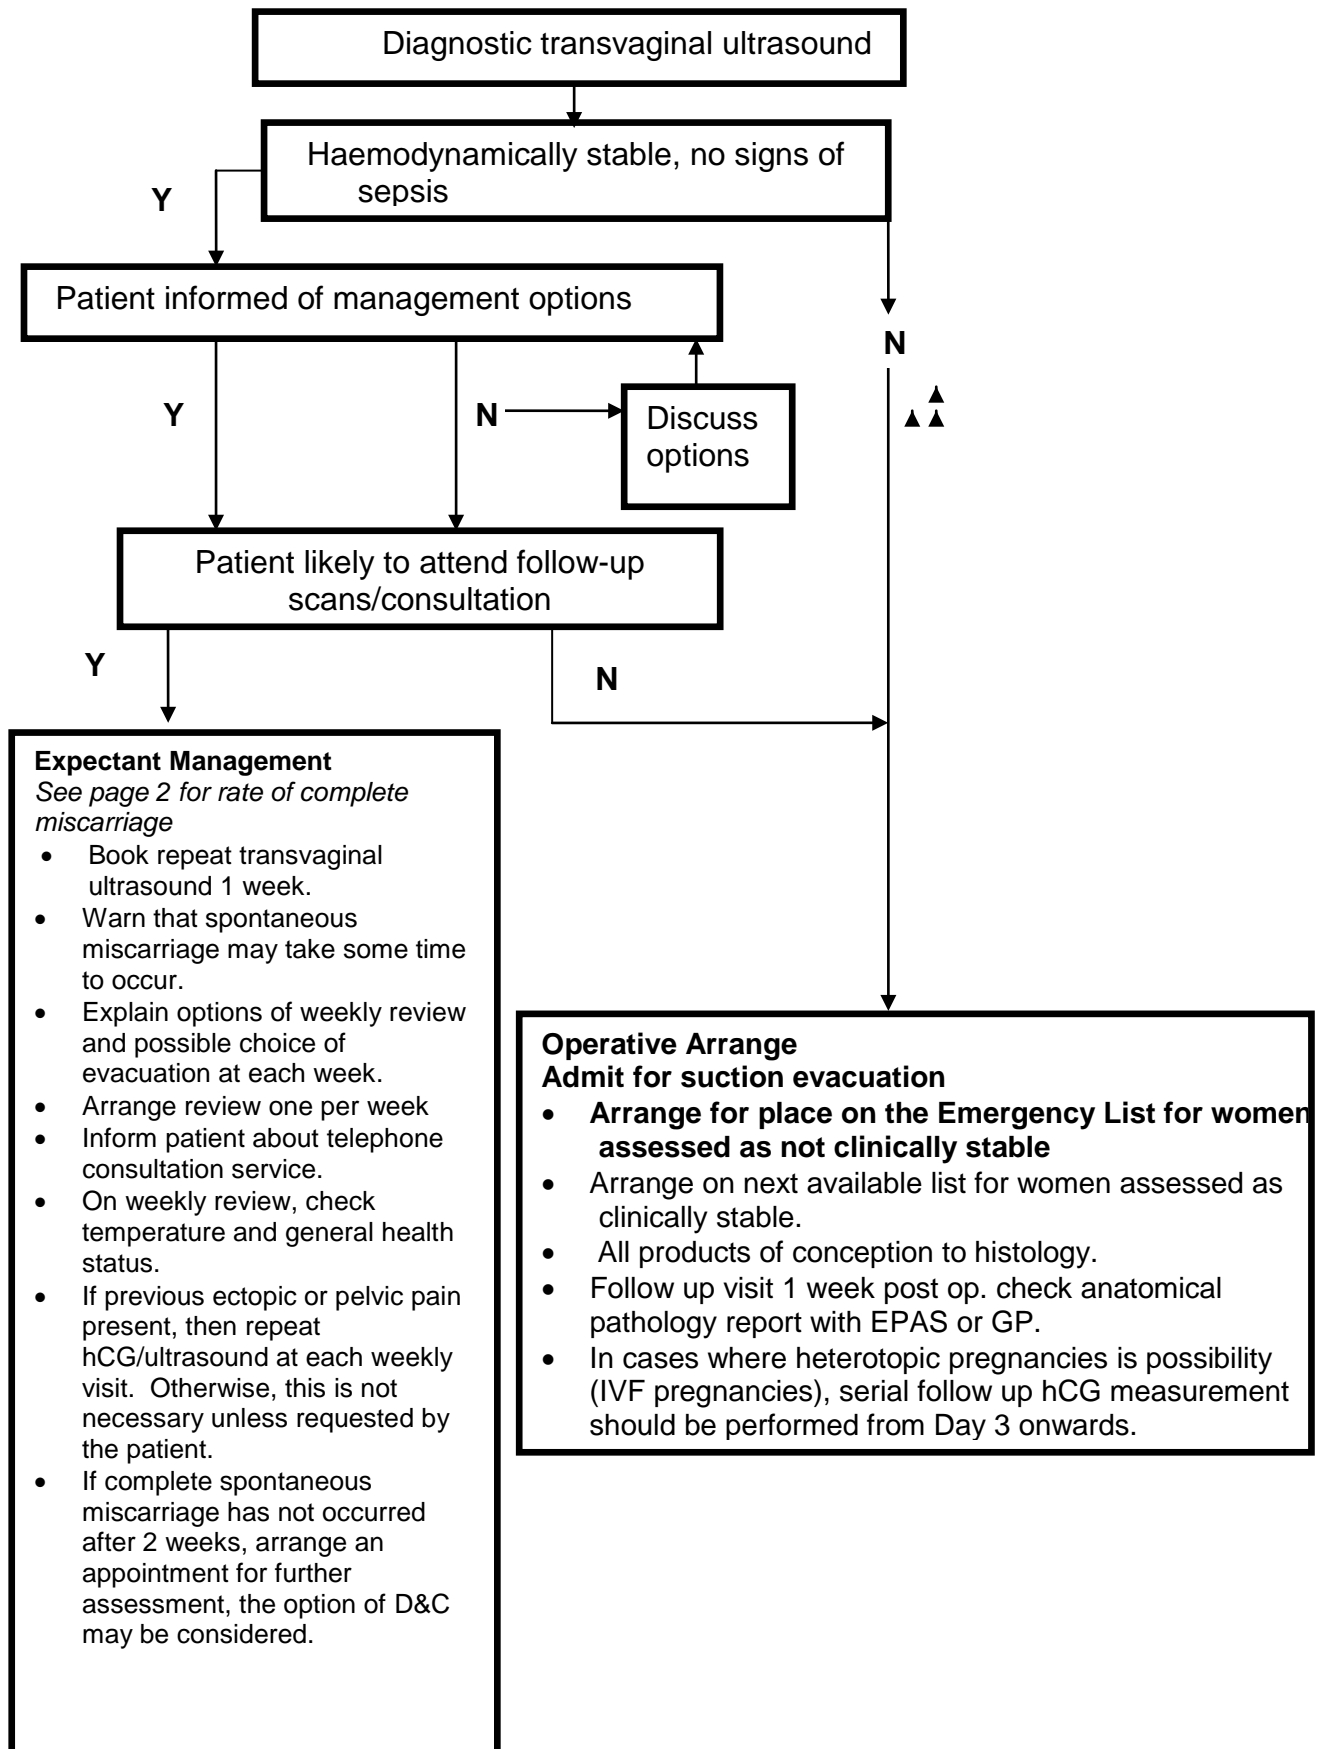 Diagnostic transvaginal ultrasound
Haemodynamically stable, no signs of
sepsis
Y
Patient informed of management options
N
Y
N
Discuss
options
Patient likely to attend follow-up
scans/consultation
Y
N
Expectant Management
See page 2 for rate of complete
miscarriage
• Book repeat transvaginal
ultrasound 1 week.
• Warn that spontaneous
miscarriage may take some time
to occur.
• Explain options of weekly review
and possible choice of
evacuation at each week.
• Arrange review one per week
• Inform patient about telephone
consultation service.
• On weekly review, check
temperature and general health
status.
• If previous ectopic or pelvic pain
present, then repeat
hCG/ultrasound at each weekly
visit. Otherwise, this is not
necessary unless requested by
the patient.
• If complete spontaneous
miscarriage has not occurred
after 2 weeks, arrange an
appointment for further
assessment, the option of D&C
may be considered.
Operative Arrange
Admit for suction evacuation
• Arrange for place on the Emergency List for women
assessed as not clinically stable
• Arrange on next available list for women assessed as
clinically stable.
• All products of conception to histology.
• Follow up visit 1 week post op. check anatomical
pathology report with EPAS or GP.
• In cases where heterotopic pregnancies is possibility
(IVF pregnancies), serial follow up hCG measurement
should be performed from Day 3 onwards.